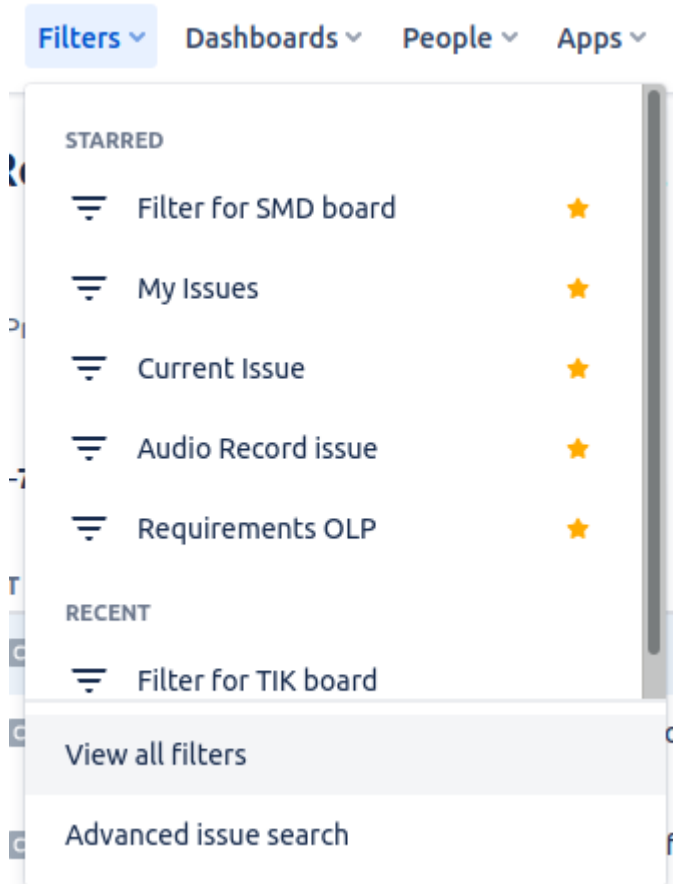 Filters Dashboards People Apps
STARRED
Filter for SMD board
My Issues
Current Issue
Audio Record issue
Requirements OLP
RECENT
Filter for TIK board
View all filters
Advanced issue search